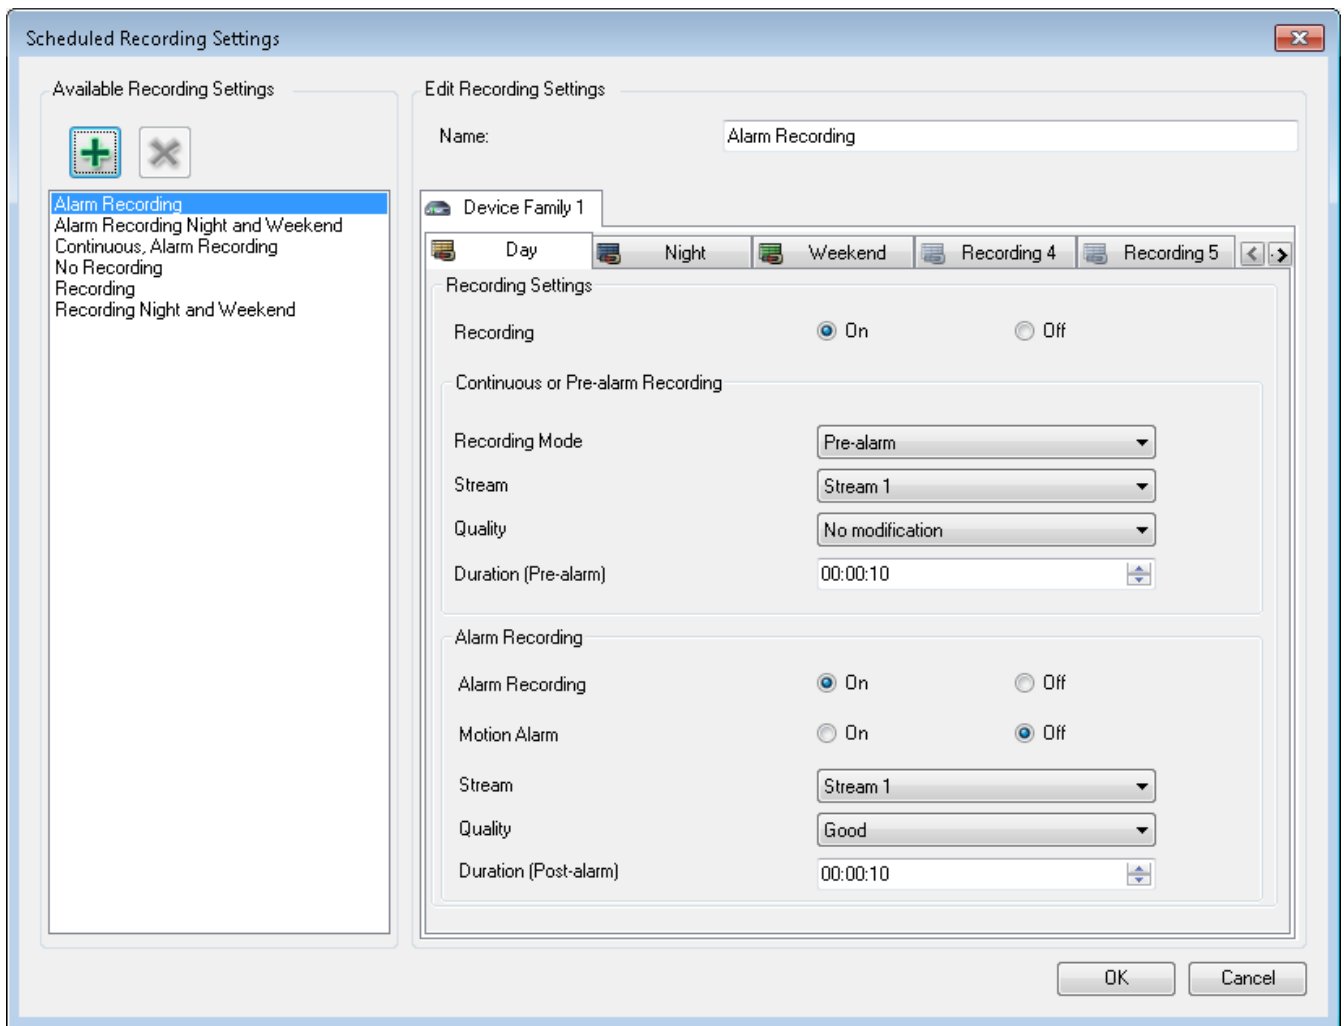 Scheduled Recording Settings
Available Recording Settings
Alarm Recording
Alarm Recording Night and Weekend
Continuous, Alarm Recording
No Recording
Recording
Recording Night and Weekend
Edit Recording Settings
Name: Alarm Recording
Device Family 1
Day Night Weekend Recording 4 Recording 5
Recording Settings
Recording On Off
Continuous or Pre-alarm Recording
Recording Mode Pre-alarm
Stream Stream 1
Quality No modification
Duration (Pre-alarm) 00:00:10
Alarm Recording
Alarm Recording On Off
Motion Alarm On Off
Stream Stream 1
Quality Good
Duration (Post-alarm) 00:00:10
OK Cancel